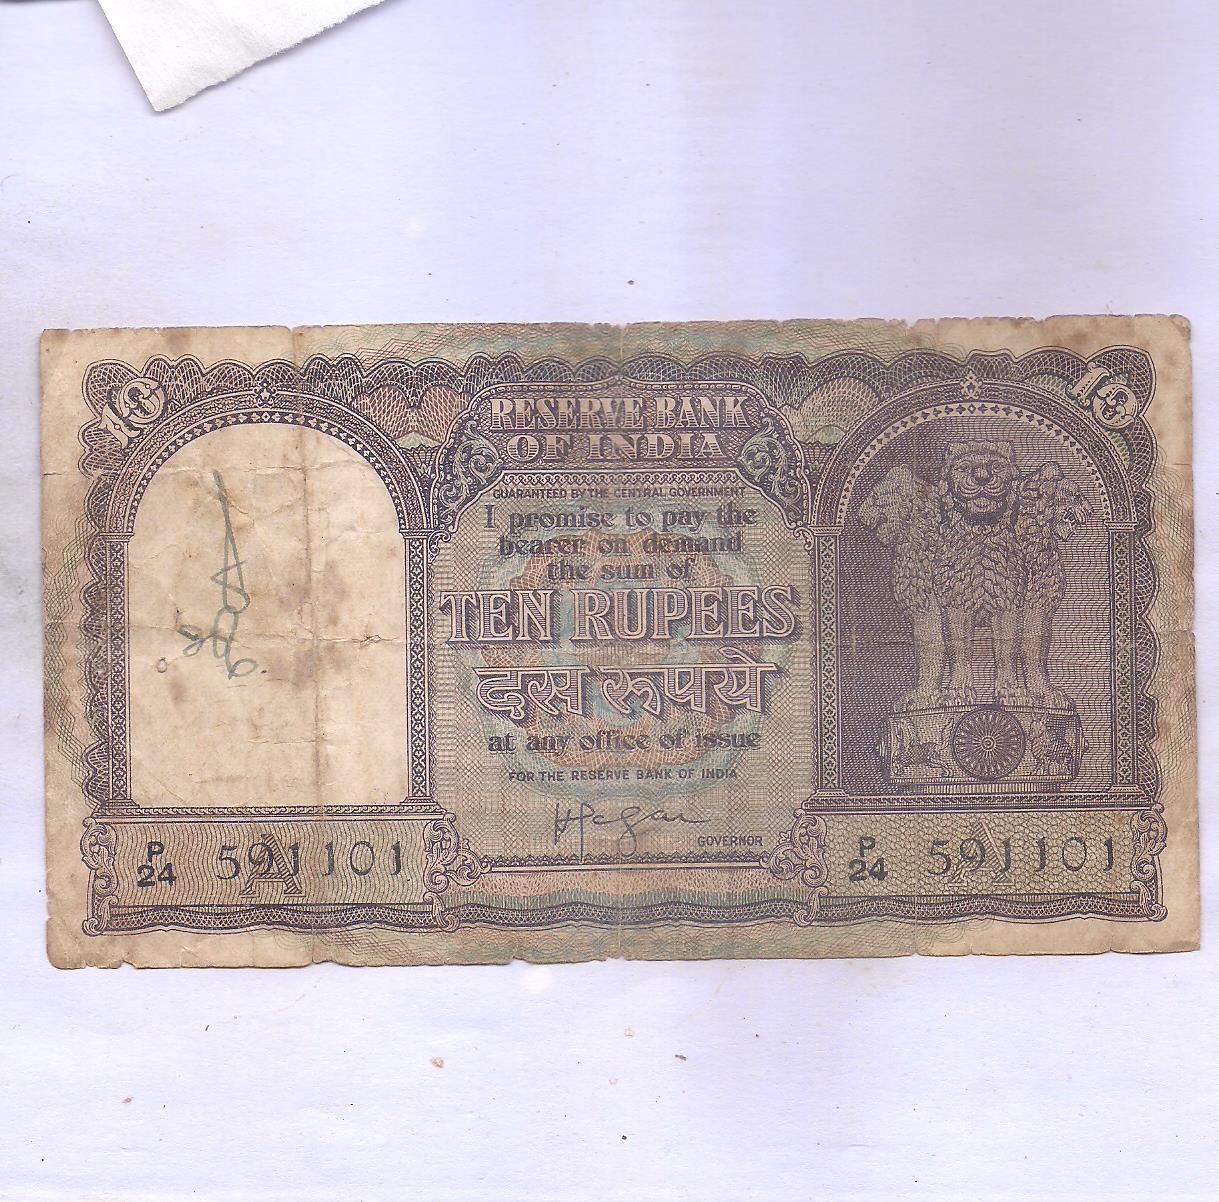 10
10
RESERVE BANK
OF INDIA
GUARANTEED BY THE CENTRAL GOVERNMENT
I promise to pay the
bearer on demand
the sum of
TEN RUPEES
दस रूपये
at any office of issue
FOR THE RESERVE BANK OF INDIA
GOVERNOR
P
24 591101
A
P
24 591101
A